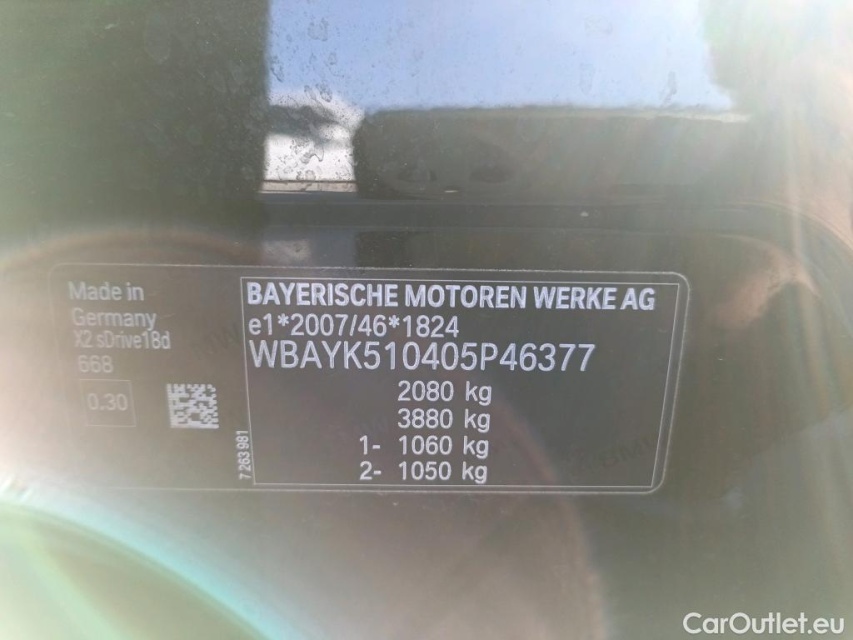 Made in
Germany
X2 sDrive18d
668
0.30
7 263 981
BAYERISCHE MOTOREN WERKE AG
e1*2007/46*1824
WBAYK510405P46377
2080 kg
3880 kg
1- 1060 kg
2- 1050 kg
CarOutlet.eu